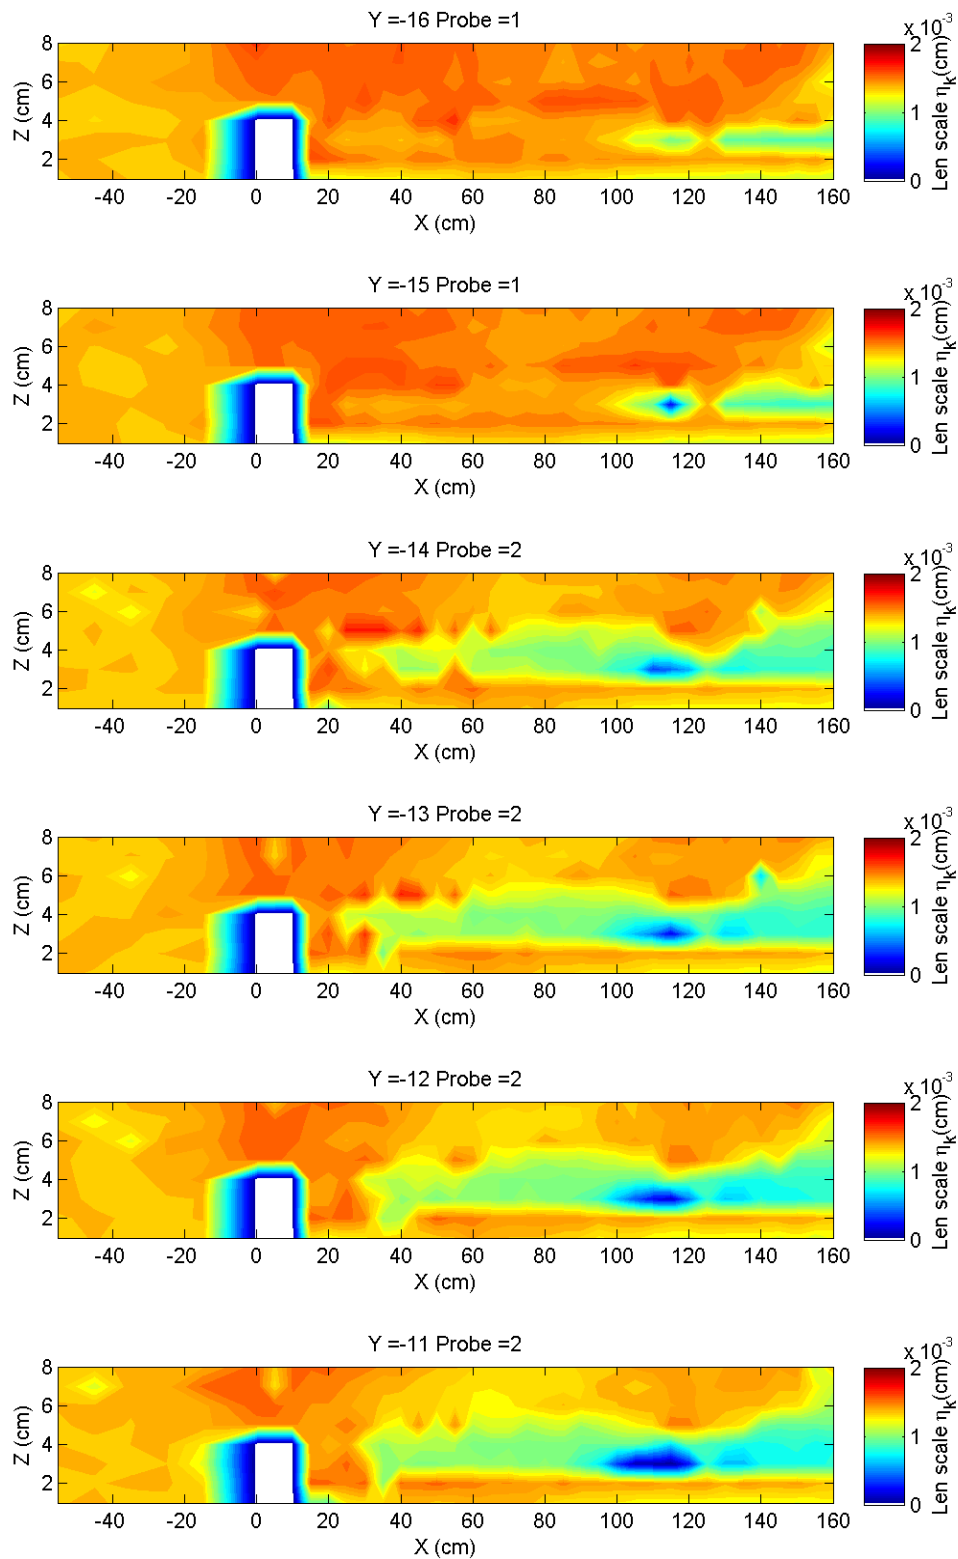 Y =-16 Probe =1
x 10-3
8
6
4
2
Z (cm)
-40 -20 0 20 40 60 80 100 120 140 160
X (cm)
2
1
0
Len scale ηk(cm)
Y =-15 Probe =1
x 10-3
8
6
4
2
Z (cm)
-40 -20 0 20 40 60 80 100 120 140 160
X (cm)
2
1
0
Len scale ηk(cm)
Y =-14 Probe =2
x 10-3
8
6
4
2
Z (cm)
-40 -20 0 20 40 60 80 100 120 140 160
X (cm)
2
1
0
Len scale ηk(cm)
Y =-13 Probe =2
x 10-3
8
6
4
2
Z (cm)
-40 -20 0 20 40 60 80 100 120 140 160
X (cm)
2
1
0
Len scale ηk(cm)
Y =-12 Probe =2
x 10-3
8
6
4
2
Z (cm)
-40 -20 0 20 40 60 80 100 120 140 160
X (cm)
2
1
0
Len scale ηk(cm)
Y =-11 Probe =2
x 10-3
8
6
4
2
Z (cm)
-40 -20 0 20 40 60 80 100 120 140 160
X (cm)
2
1
0
Len scale ηk(cm)